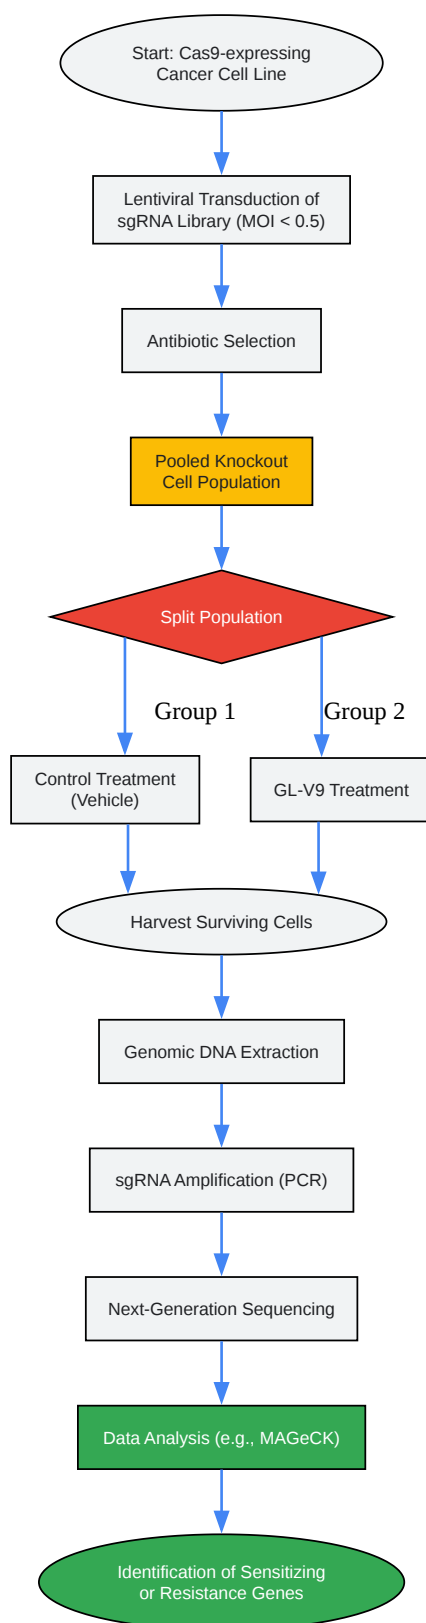 Start: Cas9-expressing
Cancer Cell Line
Lentiviral Transduction of
sgRNA Library (MOI < 0.5)
Antibiotic Selection
Pooled Knockout
Cell Population
Split Population
Group 1
Group 2
Control Treatment
(Vehicle)
GL-V9 Treatment
Harvest Surviving Cells
Genomic DNA Extraction
sgRNA Amplification (PCR)
Next-Generation Sequencing
Data Analysis (e.g., MAGeCK)
Identification of Sensitizing
or Resistance Genes